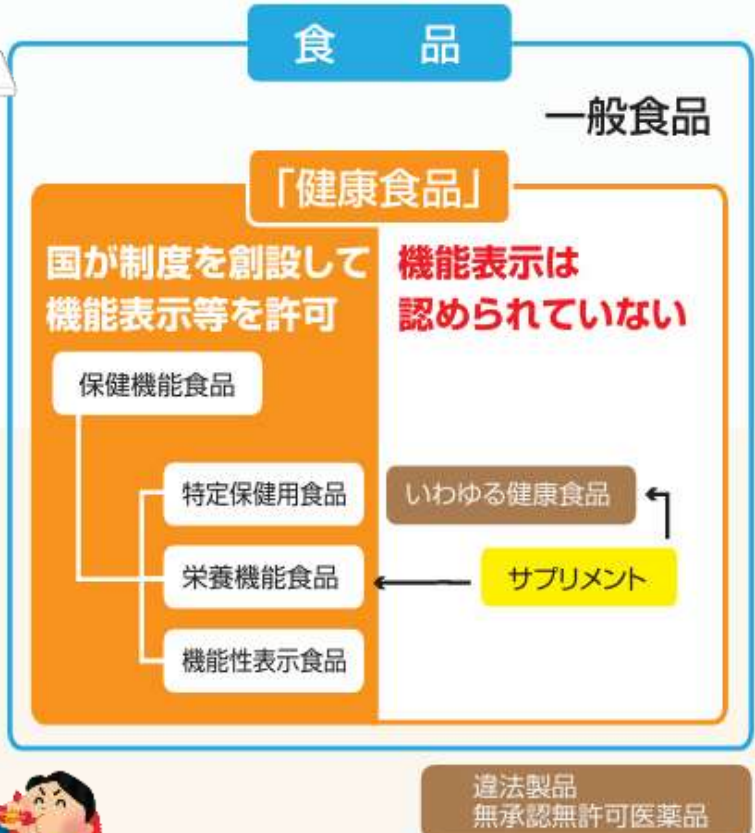 食　品
一般食品
「健康食品」
国が制度を創設して
機能表示等を許可
機能表示は
認められていない
保健機能食品
特定保健用食品
いわゆる健康食品
栄養機能食品
サプリメント
機能性表示食品
違法製品
無承認無許可医薬品